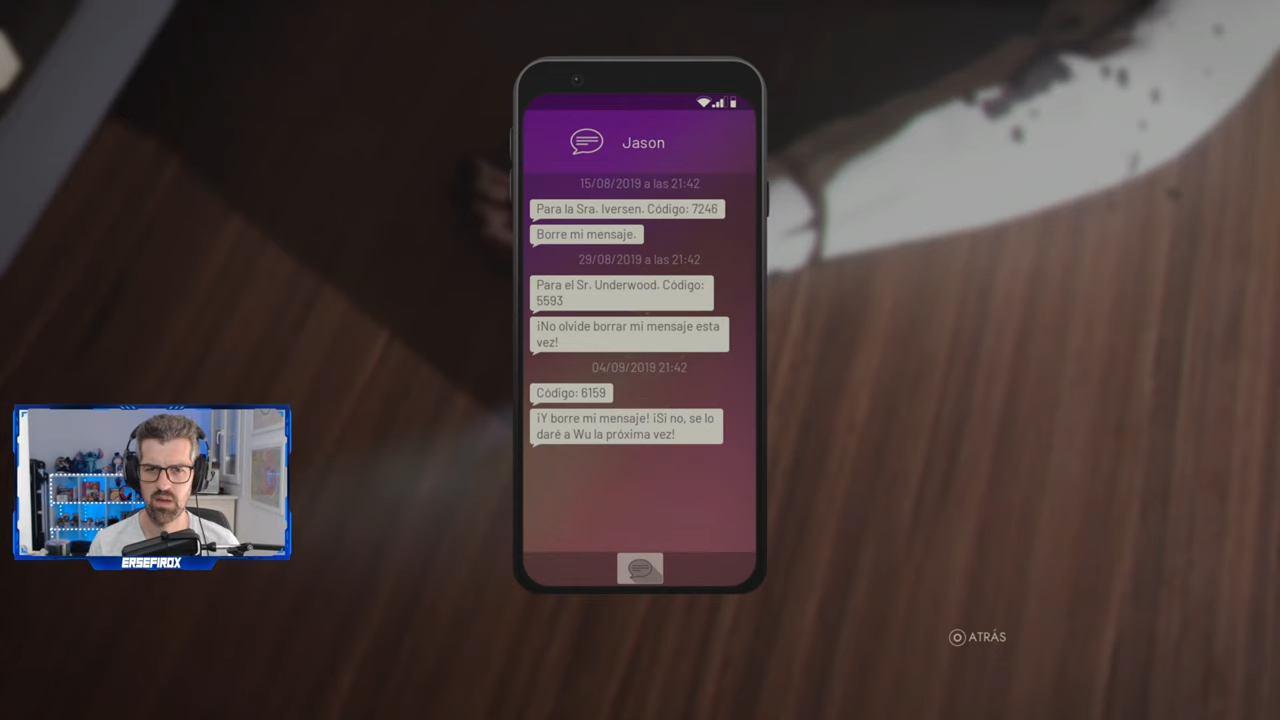 Jason
15/08/2019 a las 21:42
Para la Sra. Iversen. Código: 7246
Borre mi mensaje.
29/08/2019 a las 21:42
Para el Sr. Underwood. Código:
5593
¡No olvide borrar mi mensaje esta
vez!
04/09/2019 21:42
Código: 6159
¡Y borre mi mensaje! ¡Si no, se lo
daré a Wu la próxima vez!
ERSEFIROX
ATRÁS